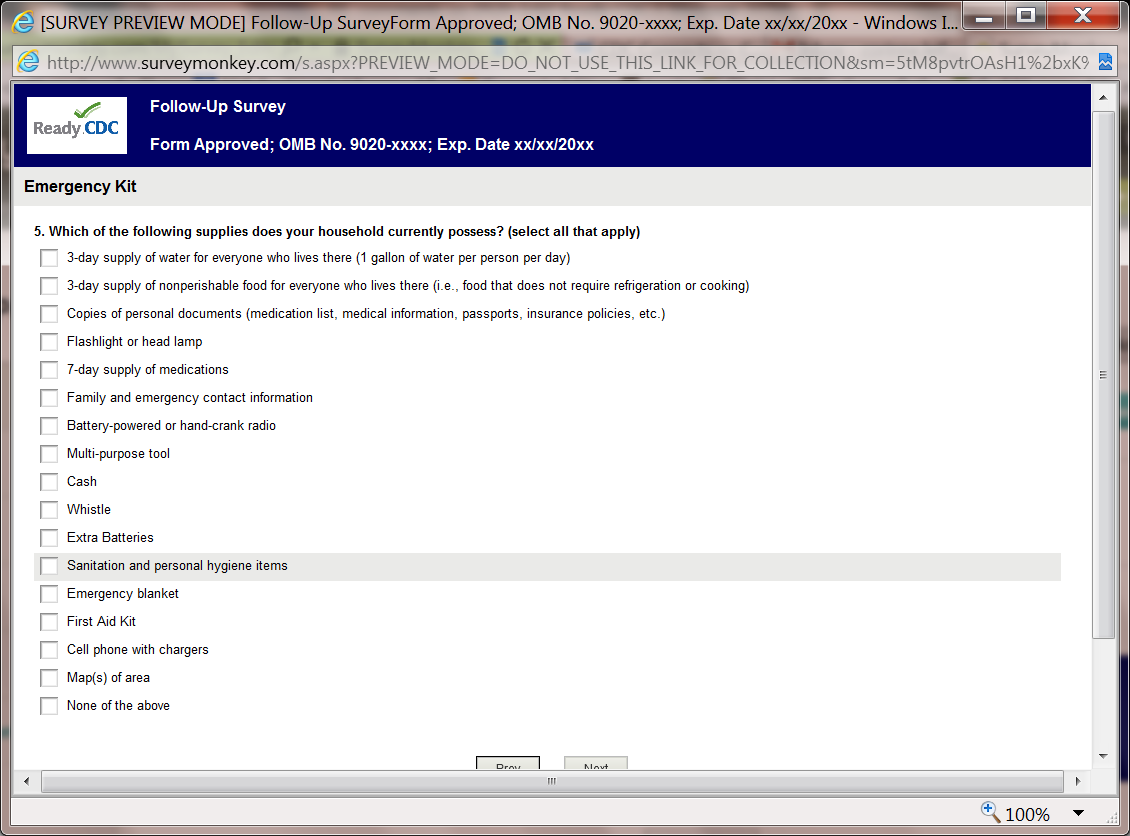 [SURVEY PREVIEW MODE] Follow-Up SurveyForm Approved; OMB No. 9020-xxxx; Exp. Date xx/xx/20xx - Windows I...
http://www.surveymonkey.com/s.aspx?PREVIEW_MODE=DO_NOT_USE_THIS_LINK_FOR_COLLECTION&sm=5tM8pvtrOAsH1%2bxK%
Ready CDC
Follow-Up Survey
Form Approved; OMB No. 9020-xxxx; Exp. Date xx/xx/20xx
Emergency Kit
5. Which of the following supplies does your household currently possess? (select all that apply)
3-day supply of water for everyone who lives there (1 gallon of water per person per day)
3-day supply of nonperishable food for everyone who lives there (i.e., food that does not require refrigeration or cooking)
Copies of personal documents (medication list, medical information, passports, insurance policies, etc.)
Flashlight or head lamp
7-day supply of medications
Family and emergency contact information
Battery-powered or hand-crank radio
Multi-purpose tool
Cash
Whistle
Extra Batteries
Sanitation and personal hygiene items
Emergency blanket
First Aid Kit
Cell phone with chargers
Map(s) of area
None of the above
Prev Next
100%